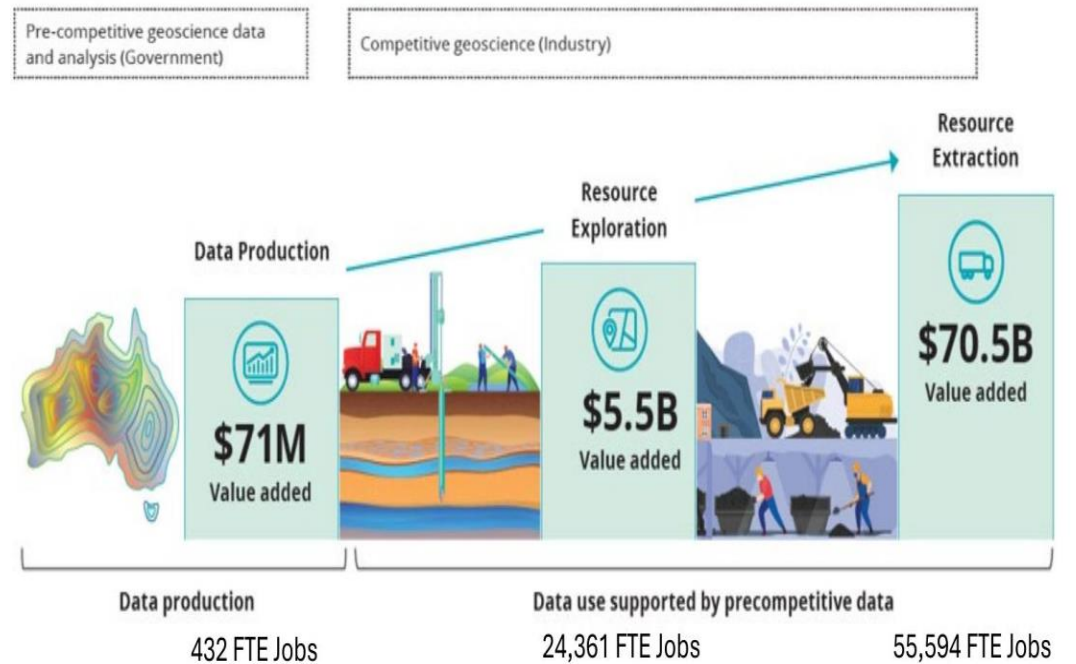 Pre-competitive geoscience data
and analysis (Government)
Competitive geoscience (Industry)
Data Production
$71M
Value added
Resource
Exploration
$5.5B
Value added
Resource
Extraction
$70.5B
Value added
Data production
Data use supported by precompetitive data
432 FTE Jobs
24,361 FTE Jobs
55,594 FTE Jobs